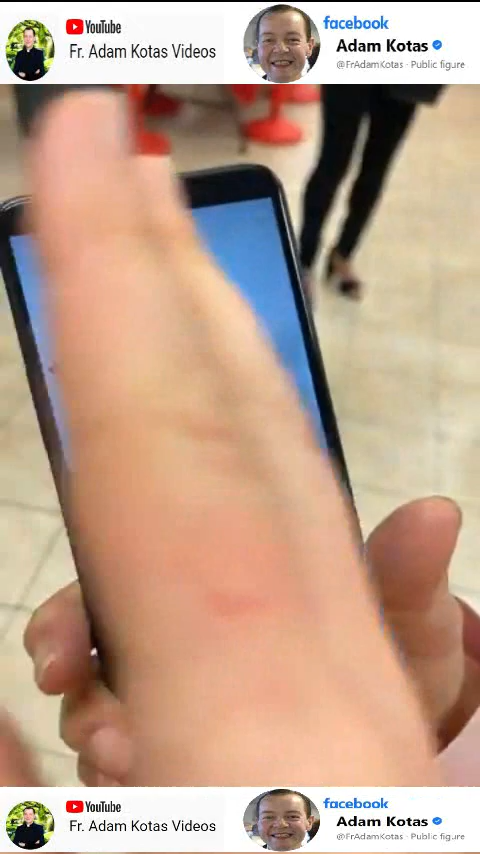 YouTube
Fr. Adam Kotas Videos
facebook
Adam Kotas
@FrAdamKotas · Public figure
YouTube
Fr. Adam Kotas Videos
facebook
Adam Kotas
@FrAdamKotas · Public figure